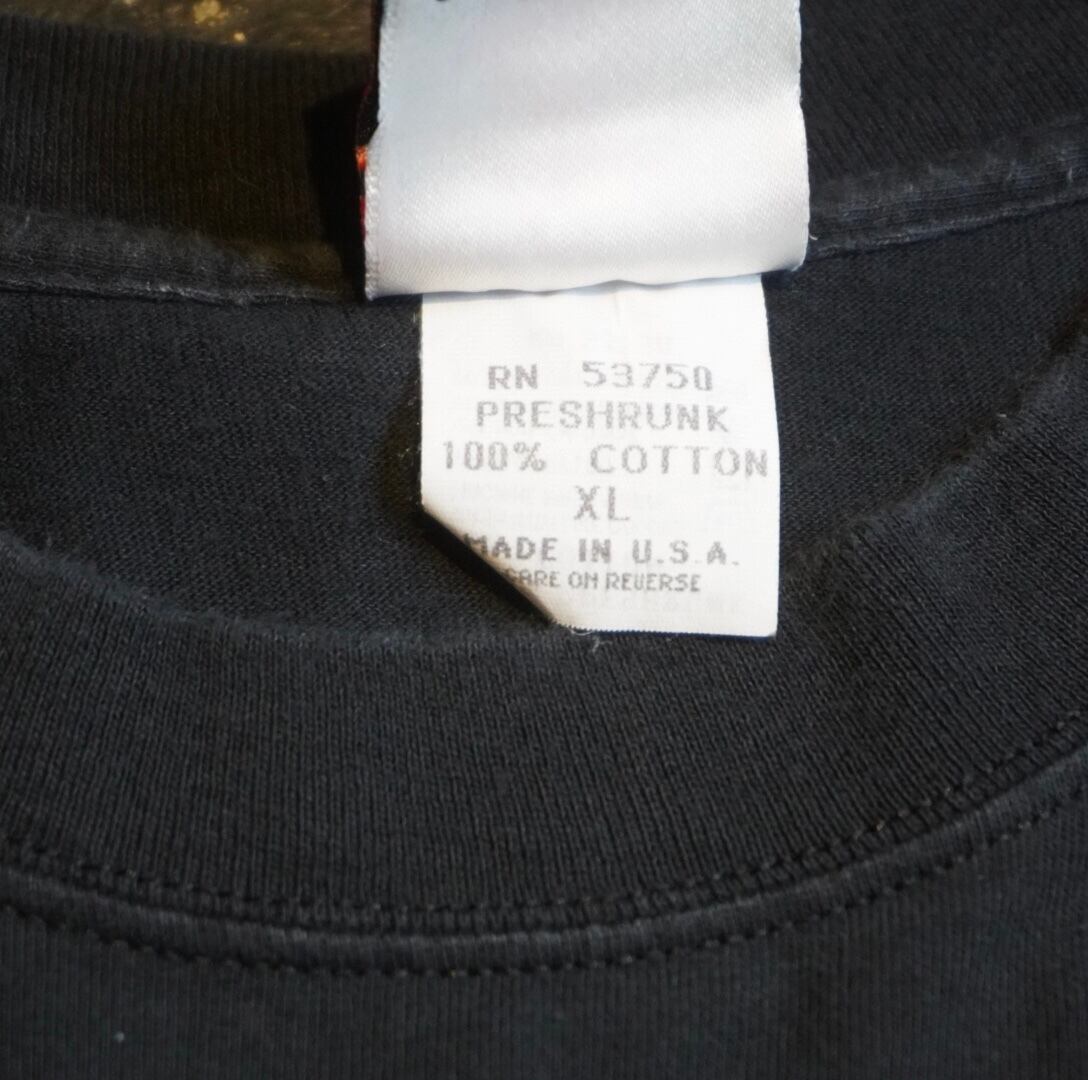 RN 53750
PRESHRUNK
100% COTTON
XL
MADE IN U.S.A.
CARE ON REVERSE